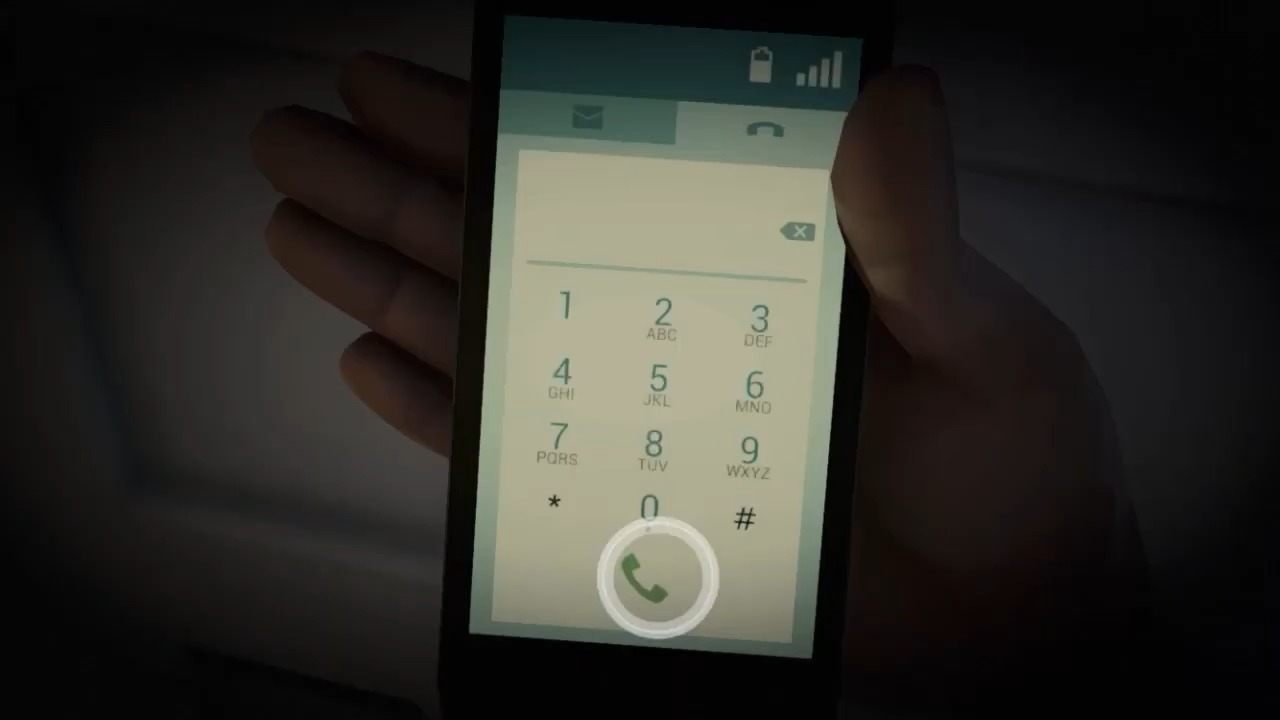 1 2 3
ABC DEF
4 5 6
GHI JKL MNO
7 8 9
PQRS TUV WXYZ
* 0 #